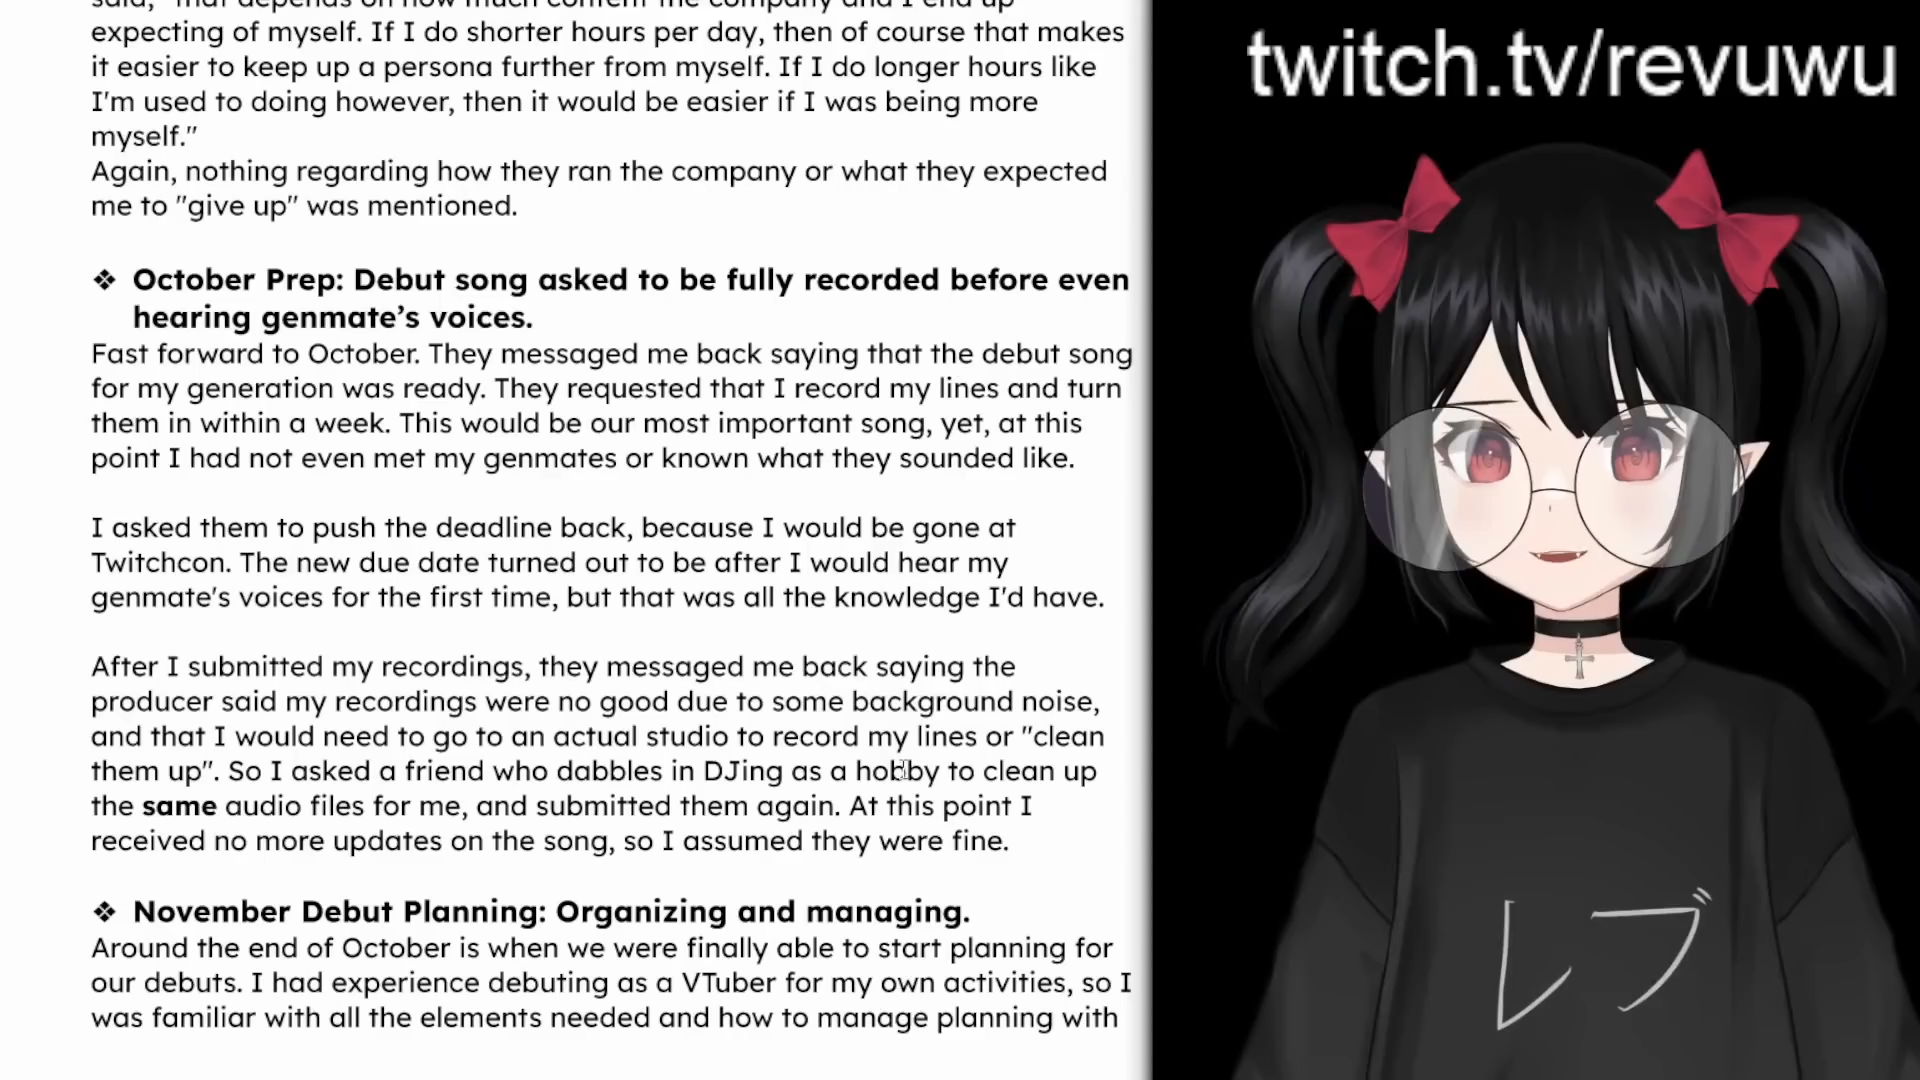 said, "that depends on how much content the company and I end up
expecting of myself. If I do shorter hours per day, then of course that makes
it easier to keep up a persona further from myself. If I do longer hours like
I'm used to doing however, then it would be easier if I was being more
myself."
Again, nothing regarding how they ran the company or what they expected
me to "give up" was mentioned.
❖ October Prep: Debut song asked to be fully recorded before even
hearing genmate’s voices.
Fast forward to October. They messaged me back saying that the debut song
for my generation was ready. They requested that I record my lines and turn
them in within a week. This would be our most important song, yet, at this
point I had not even met my genmates or known what they sounded like.
I asked them to push the deadline back, because I would be gone at
Twitchcon. The new due date turned out to be after I would hear my
genmate's voices for the first time, but that was all the knowledge I'd have.
After I submitted my recordings, they messaged me back saying the
producer said my recordings were no good due to some background noise,
and that I would need to go to an actual studio to record my lines or "clean
them up". So I asked a friend who dabbles in DJing as a hobby to clean up
the same audio files for me, and submitted them again. At this point I
received no more updates on the song, so I assumed they were fine.
❖ November Debut Planning: Organizing and managing.
Around the end of October is when we were finally able to start planning for
our debuts. I had experience debuting as a VTuber for my own activities, so I
was familiar with all the elements needed and how to manage planning with
twitch.tv/revuwu
レブ